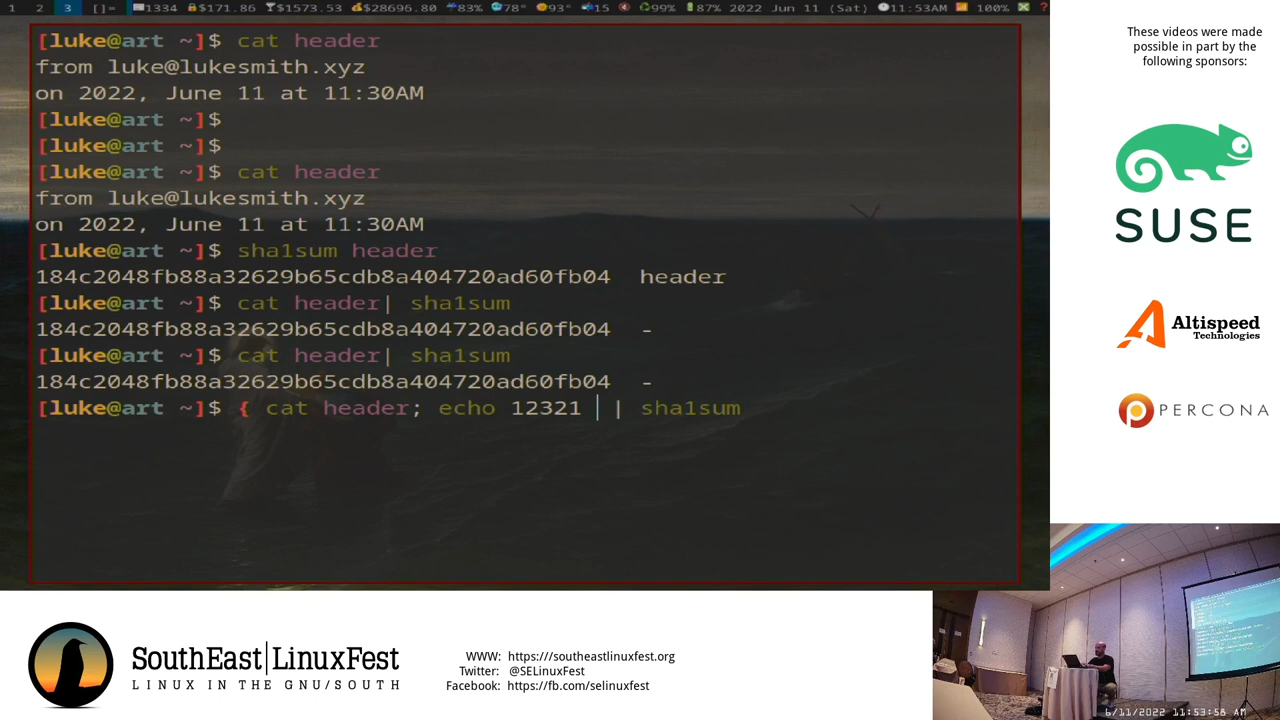 1 2 3 []= 1334 $171.86 $1573.53 $28696.80 83% 78° 93° 15 99% 87% 2022 Jun 11 (Sat) 11:53AM 100% ?
[luke@art ~]$ cat header
from luke@lukesmith.xyz
on 2022, June 11 at 11:30AM
[luke@art ~]$
[luke@art ~]$
[luke@art ~]$ cat header
from luke@lukesmith.xyz
on 2022, June 11 at 11:30AM
[luke@art ~]$ sha1sum header
184c2048fb88a32629b65cdb8a404720ad60fb04  header
[luke@art ~]$ cat header| sha1sum
184c2048fb88a32629b65cdb8a404720ad60fb04  -
[luke@art ~]$ cat header| sha1sum
184c2048fb88a32629b65cdb8a404720ad60fb04  -
[luke@art ~]$ { cat header; echo 12321 | sha1sum
These videos were made
possible in part by the
following sponsors:
SUSE
Altispeed
Technologies
PERCONA
SouthEast|LinuxFest
LINUX IN THE GNU/SOUTH
WWW: https:///southeastlinuxfest.org
Twitter: @SELinuxFest
Facebook: https://fb.com/selinuxfest
6/11/2022 11:53:58 AM